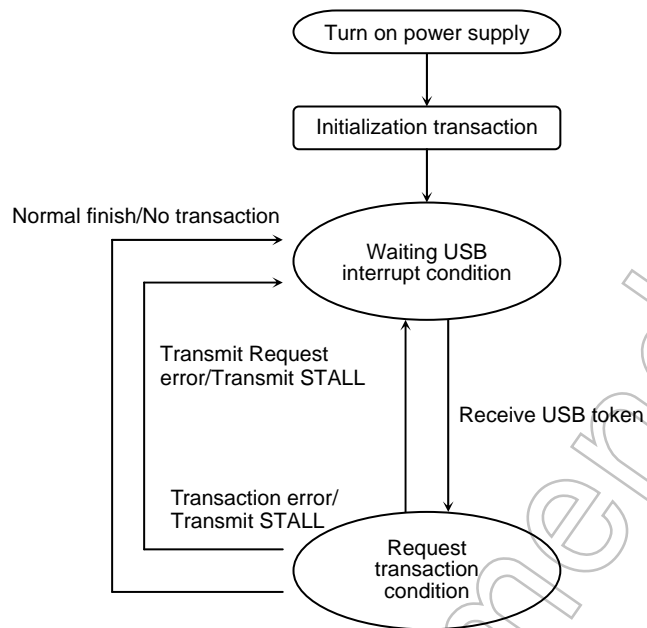 Turn on power supply
Initialization transaction
Normal finish/No transaction
Waiting USB
interrupt condition
Transmit Request
error/Transmit STALL
Receive USB token
Transaction error/
Transmit STALL
Request
transaction
condition